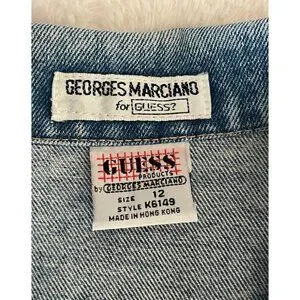 GEORGES MARCIANO
for GUESS?
GUESS
PRODUCTS
by GEORGES MARCIANO
SIZE 12
STYLE K6149
MADE IN HONG KONG